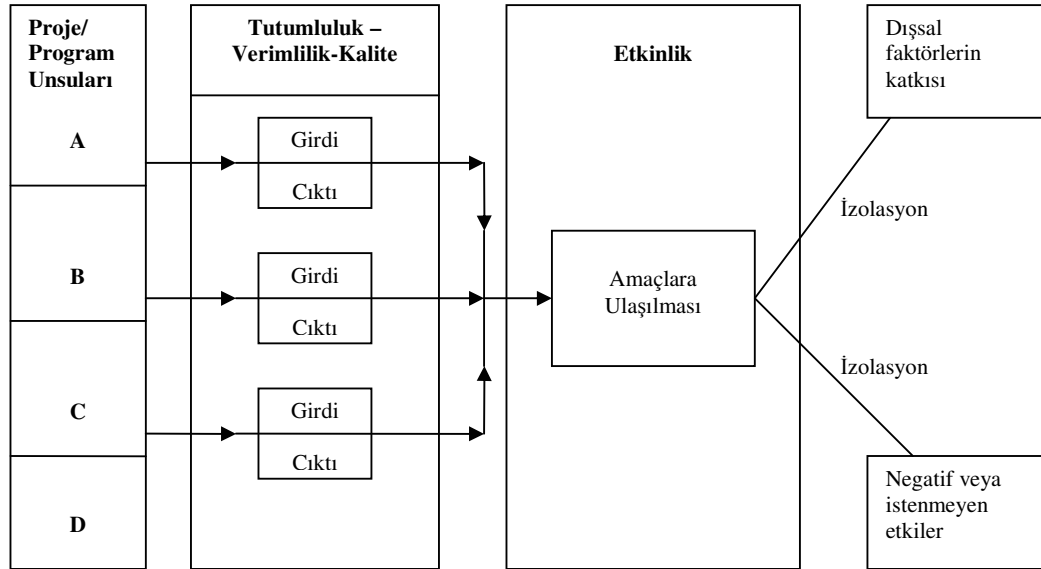 Proje/
Program
Unsuları
A
B
C
D
Tutumluluk –
Verimlilik-Kalite
Girdi
Cıktı
Girdi
Cıktı
Girdi
Cıktı
Etkinlik
Amaçlara
Ulaşılması
Dışsal
faktörlerin
katkısı
İzolasyon
İzolasyon
Negatif veya
istenmeyen
etkiler